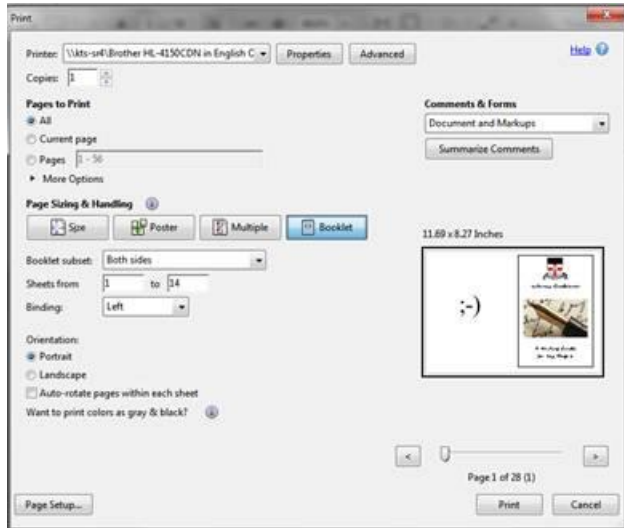 Print
Printer: \\kts-sr4\Brother HL-4150CDN in English C Properties Advanced Help
Copies: 1
Pages to Print
All
Current page
Pages 1 - 56
More Options
Comments & Forms
Document and Markups
Summarize Comments
Page Sizing & Handling
Size Poster Multiple Booklet
Booklet subset: Both sides
Sheets from 1 to 14
Binding: Left
Orientation:
Portrait
Landscape
Auto-rotate pages within each sheet
Want to print colors as gray & black?
11.69 x 8.27 Inches
;-)
< >
Page 1 of 28 (1)
Page Setup... Print Cancel